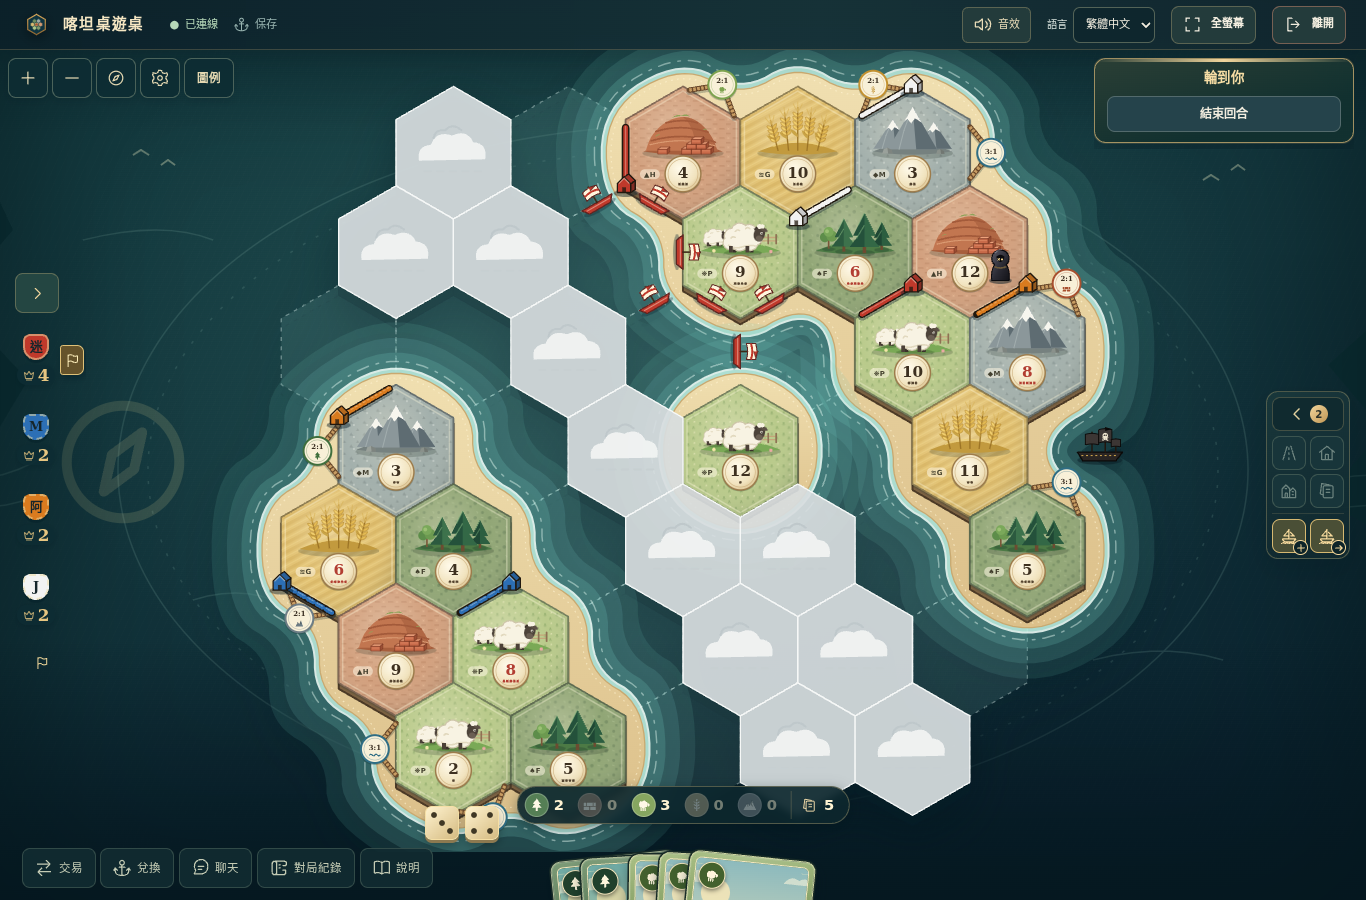 喀坦桌遊桌
已連線
保存
音效
語言
繁體中文
全螢幕
離開
圖例
輪到你
結束回合
2:1
2:1
3:1
▲H
4
≋G
10
◆M
3
❋P
9
♠F
6
▲H
12
2:1
❋P
10
◆M
8
迷
4
M
2
阿
2
J
2
2:1
◆M
3
❋P
12
≋G
11
3:1
2
≋G
6
♠F
4
♠F
5
2:1
▲H
9
❋P
8
3:1
❋P
2
♠F
5
2
0
3
0
0
5
交易
兌換
聊天
對局紀錄
說明